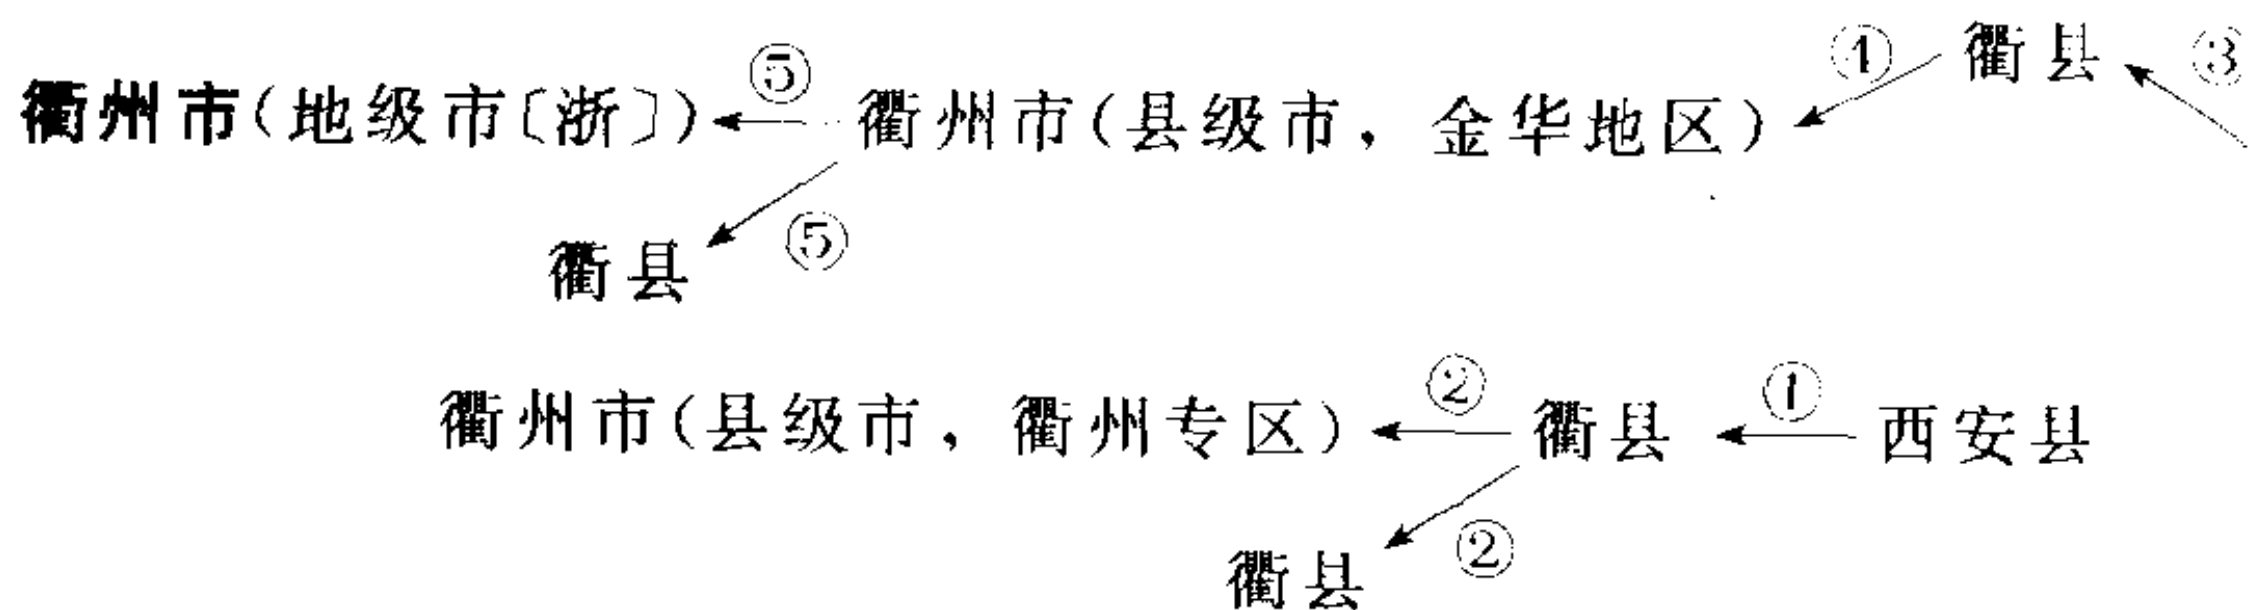 ④ 衢县 ③
衢州市(地级市〔浙〕) ⑤ 衢州市(县级市，金华地区)
衢县 ⑤
衢州市(县级市，衢州专区) ② 衢县 ① 西安县
衢县 ②